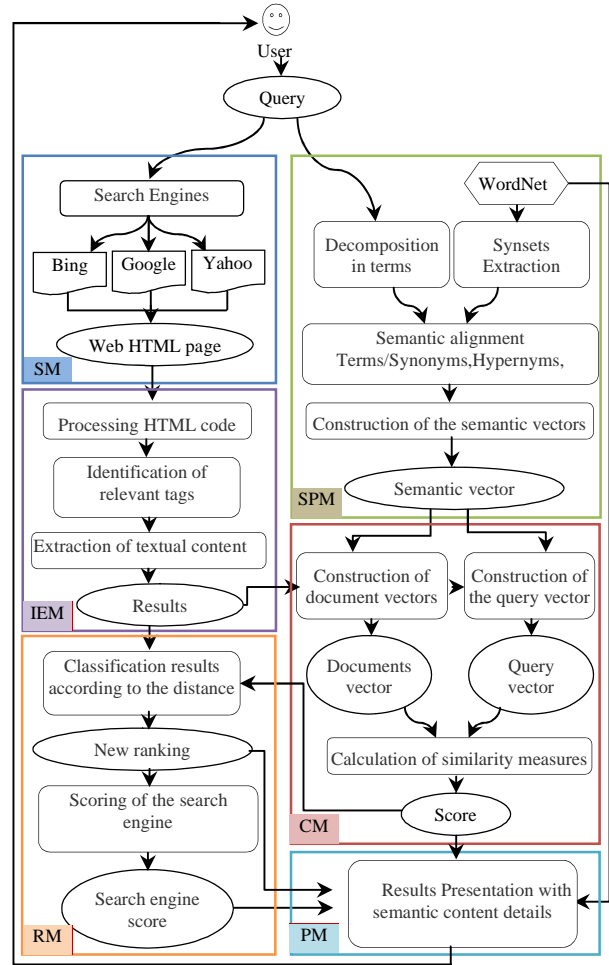 User
Query
Search Engines
Bing
Google
Yahoo
Web HTML page
SM
WordNet
Decomposition
in terms
Synsets
Extraction
Semantic alignment
Terms/Synonyms,Hypernyms,
Construction of the semantic vectors
Semantic vector
SPM
Processing HTML code
Identification of
relevant tags
Extraction of textual content
Results
IEM
Construction of
document vectors
Construction of
the query vector
Documents
vector
Query
vector
Calculation of similarity measures
Score
CM
Classification results
according to the distance
New ranking
Scoring of the search
engine
Search engine
score
RM
Results Presentation with
semantic content details
PM